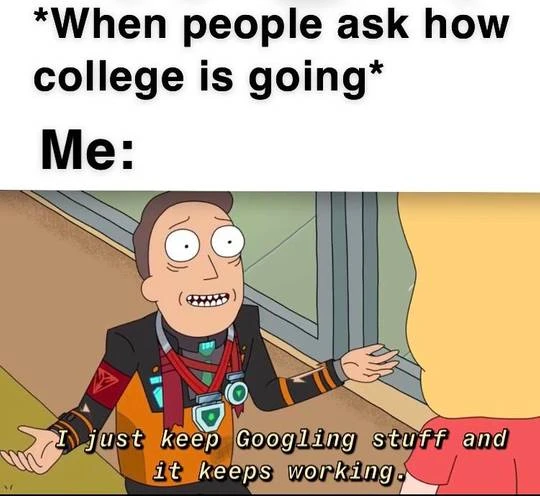 *When people ask how
college is going*
Me:
I just keep Googling stuff and
it keeps working.